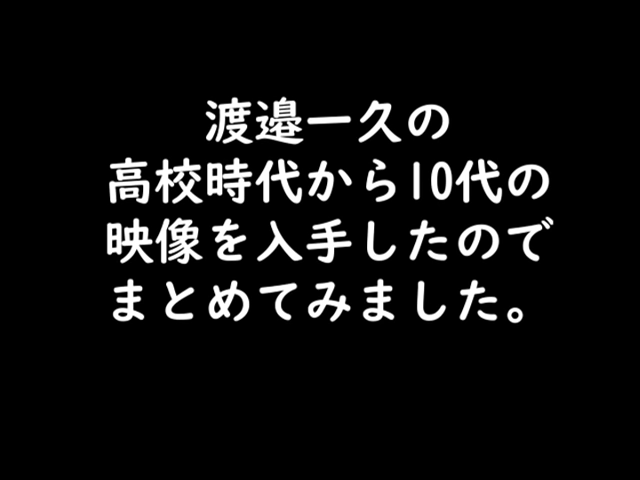 渡邉一久の
高校時代から10代の
映像を入手したので
まとめてみました。